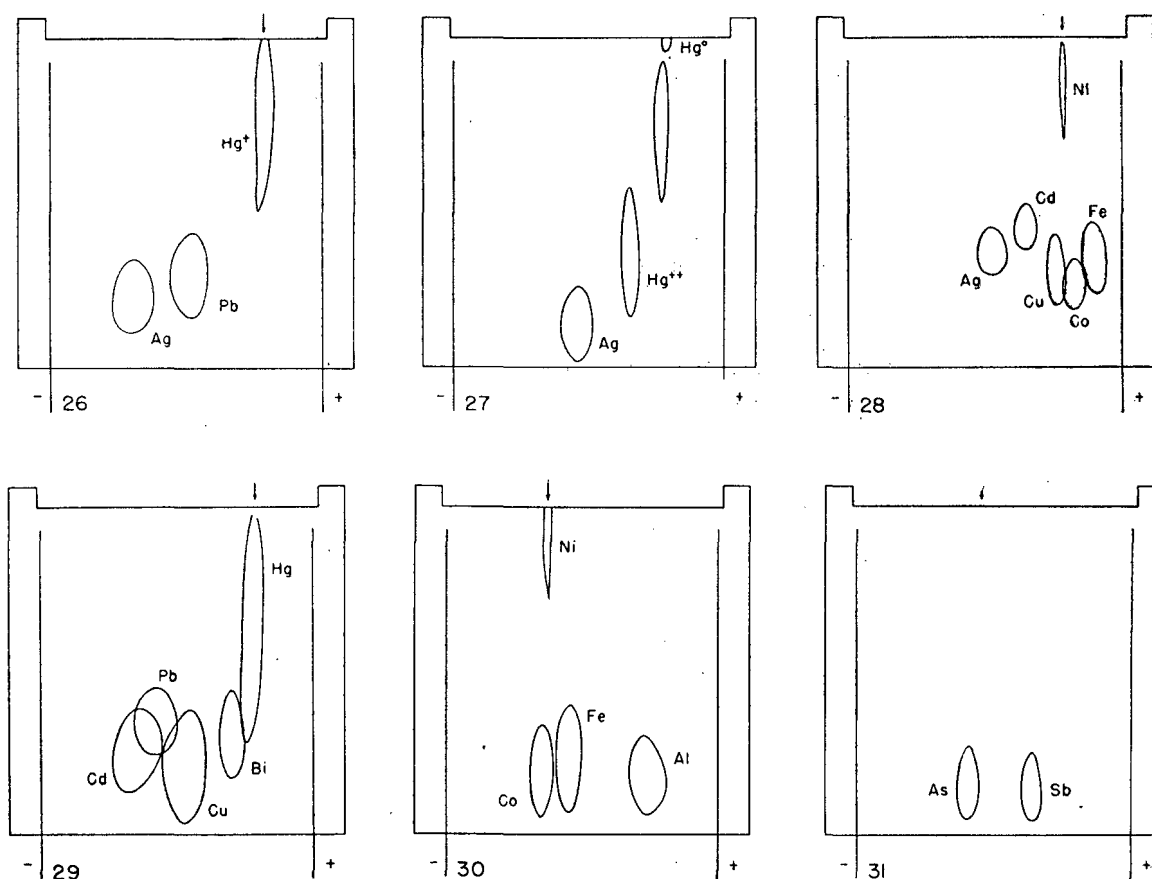 Hg+
Pb
Ag
- 26 +
Hg°
Hg++
Ag
- 27 +
NI
Cd
Fe
Ag
Cu
Co
- 28 +
Hg
Pb
Cd
Bi
Cu
- 29 +
Ni
Fe
Al
Co
- 30 +
As
Sb
- 31 +